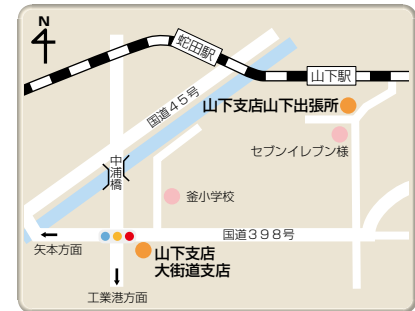 N
蛇田駅
山下駅
国道45号
山下支店山下出張所
セブンイレブン様
中浦橋
釜小学校
国道398号
矢本方面
山下支店
大街道支店
工業港方面